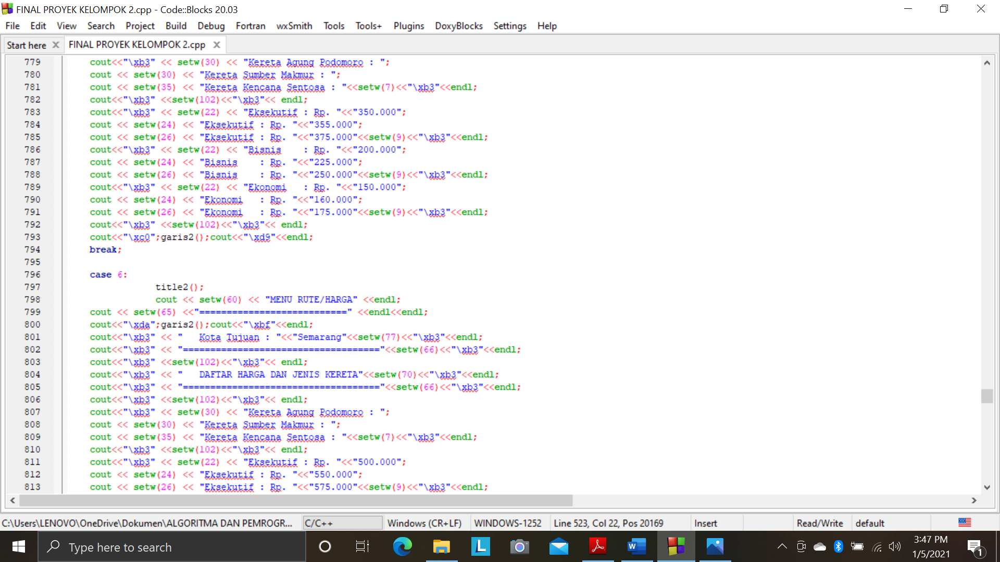 FINAL PROYEK KELOMPOK 2.cpp - Code::Blocks 20.03
File Edit View Search Project Build Debug Fortran wxSmith Tools Tools+ Plugins DoxyBlocks Settings Help
Start here FINAL PROYEK KELOMPOK 2.cpp
779 cout<<"\xb3" << setw(30) << "Kereta Agung Podomoro : ";
780 cout << setw(30) << "Kereta Sumber Makmur : ";
781 cout << setw(35) << "Kereta Kencana Sentosa : "<<setw(7)<<"\xb3"<<endl;
782 cout<<"\xb3" <<setw(102)<<"\xb3"<< endl;
783 cout<<"\xb3" << setw(22) << "Eksekutif : Rp. "<<"350.000";
784 cout << setw(24) << "Eksekutif : Rp. "<<"355.000";
785 cout << setw(26) << "Eksekutif : Rp. "<<"375.000"<<setw(9)<<"\xb3"<<endl;
786 cout<<"\xb3" << setw(22) << "Bisnis    : Rp. "<<"200.000";
787 cout << setw(24) << "Bisnis    : Rp. "<<"225.000";
788 cout << setw(26) << "Bisnis    : Rp. "<<"250.000"<<setw(9)<<"\xb3"<<endl;
789 cout<<"\xb3" << setw(22) << "Ekonomi   : Rp. "<<"150.000";
790 cout << setw(24) << "Ekonomi   : Rp. "<<"160.000";
791 cout << setw(26) << "Ekonomi   : Rp. "<<"175.000"<<setw(9)<<"\xb3"<<endl;
792 cout<<"\xb3" <<setw(102)<<"\xb3"<< endl;
793 cout<<"\xc0";garis2();cout<<"\xd9"<<endl;
794 break;
795
796 case 6:
797 title2();
798 cout << setw(60) << "MENU RUTE/HARGA" <<endl;
799 cout << setw(65) <<"===========================" <<endl<<endl;
800 cout<<"\xda";garis2();cout<<"\xbf"<<endl;
801 cout<<"\xb3" << "   Kota Tujuan : "<<"Semarang"<<setw(77)<<"\xb3"<<endl;
802 cout<<"\xb3" << "===================================="<<setw(66)<<"\xb3"<<endl;
803 cout<<"\xb3" <<setw(102)<<"\xb3"<< endl;
804 cout<<"\xb3" << "   DAFTAR HARGA DAN JENIS KERETA"<<setw(70)<<"\xb3"<<endl;
805 cout<<"\xb3" << "===================================="<<setw(66)<<"\xb3"<<endl;
806 cout<<"\xb3" <<setw(102)<<"\xb3"<< endl;
807 cout<<"\xb3" << setw(30) << "Kereta Agung Podomoro : ";
808 cout << setw(30) << "Kereta Sumber Makmur : ";
809 cout << setw(35) << "Kereta Kencana Sentosa : "<<setw(7)<<"\xb3"<<endl;
810 cout<<"\xb3" <<setw(102)<<"\xb3"<< endl;
811 cout<<"\xb3" << setw(22) << "Eksekutif : Rp. "<<"500.000";
812 cout << setw(24) << "Eksekutif : Rp. "<<"550.000";
813 cout << setw(26) << "Eksekutif : Rp. "<<"575.000"<<setw(9)<<"\xb3"<<endl;
C:\Users\LENOVO\OneDrive\Dokumen\ALGORITMA DAN PEMROGR... C/C++ Windows (CR+LF) WINDOWS-1252 Line 523, Col 22, Pos 20169 Insert Read/Write default
Type here to search
3:47 PM
1/5/2021
1